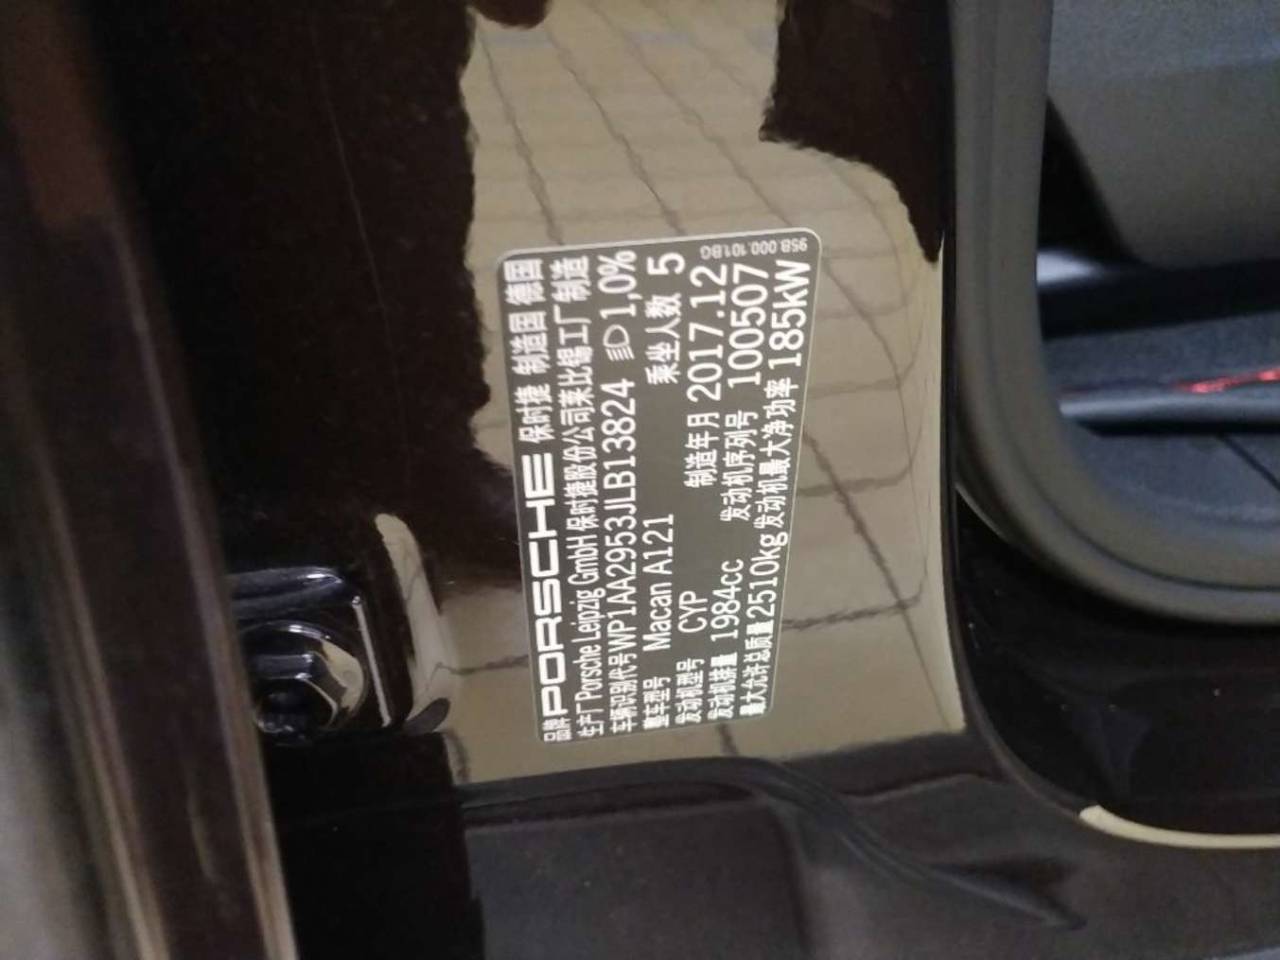 品牌 PORSCHE 保时捷 制造国 德国
生产厂 Porsche Leipzig GmbH 保时捷股份公司莱比锡工厂制造
车辆识别代号 WP1AA2953JLB13824 1,0%
整车型号 Macan A121 乘坐人数 5
发动机型号 CYP 制造年月 2017.12
发动机排量 1984cc 发动机序列号 100507
最大允许总质量 2510kg 发动机最大净功率 185kW
95B.000.101.BG